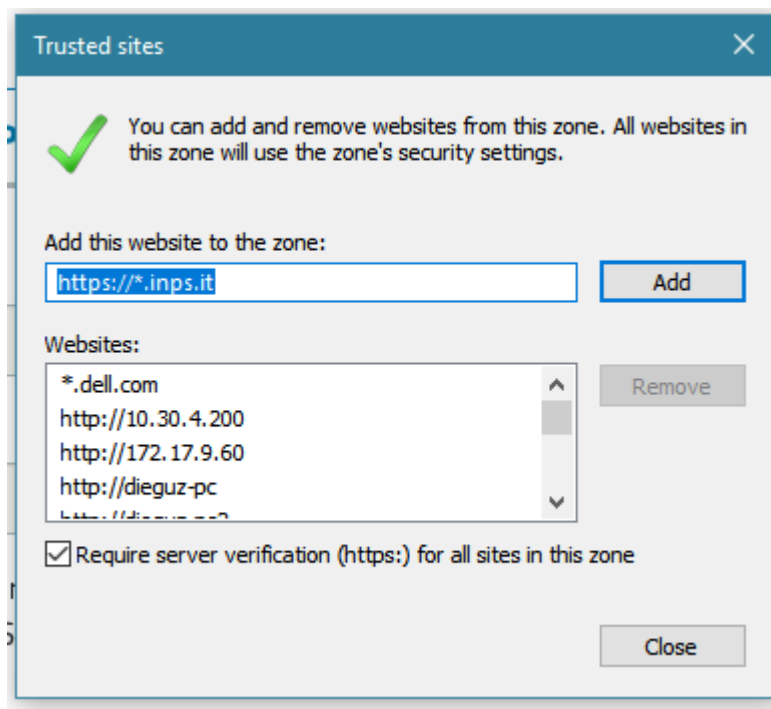 Trusted sites
You can add and remove websites from this zone. All websites in
this zone will use the zone's security settings.
Add this website to the zone:
https://*.inps.it
Add
Websites:
*.dell.com
Remove
http://10.30.4.200
http://172.17.9.60
http://dieguz-pc
Require server verification (https:) for all sites in this zone
Close